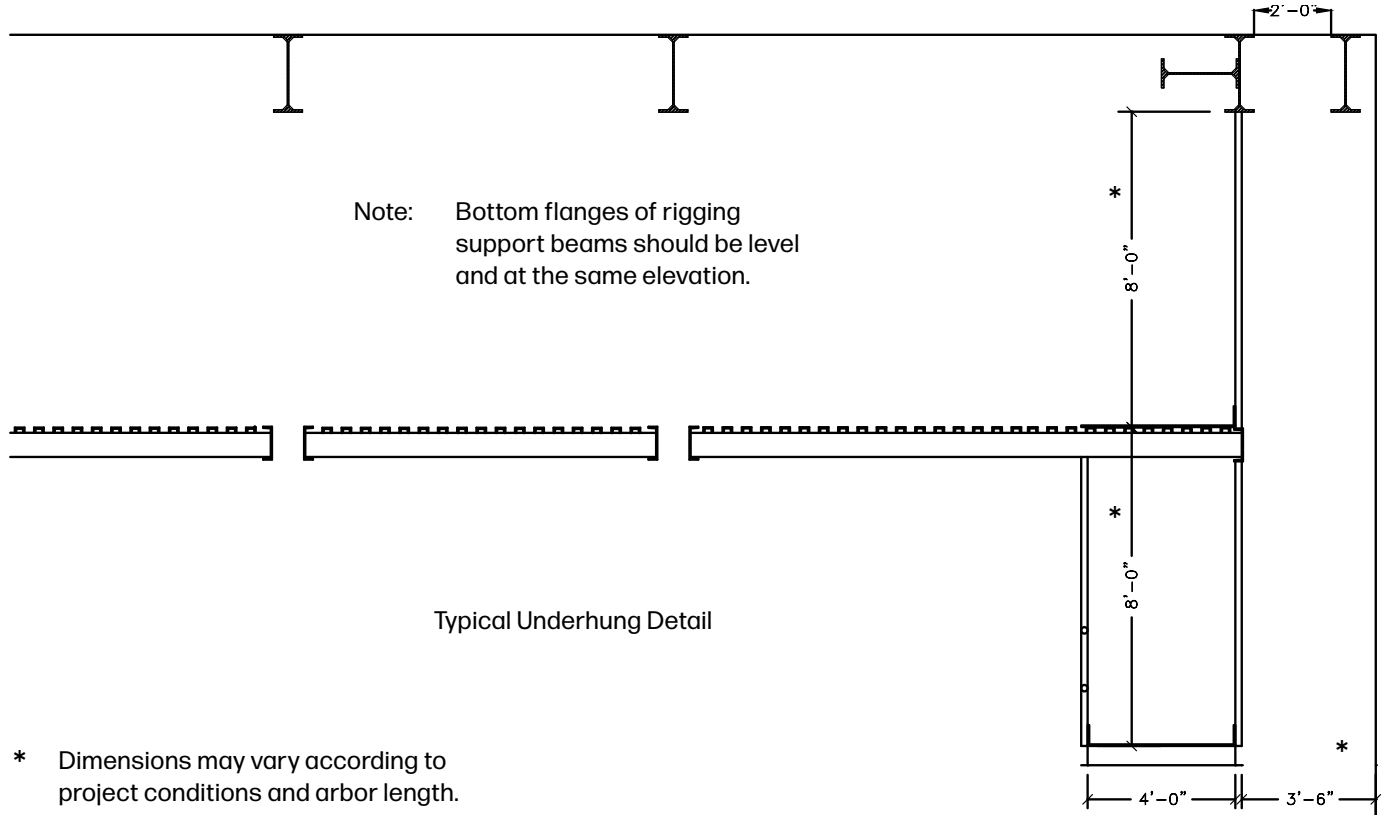 2'-0"
*
Note: Bottom flanges of rigging
support beams should be level
and at the same elevation.
8'-0"
*
8'-0"
Typical Underhung Detail
* Dimensions may vary according to
project conditions and arbor length.
*
4'-0" 3'-6"